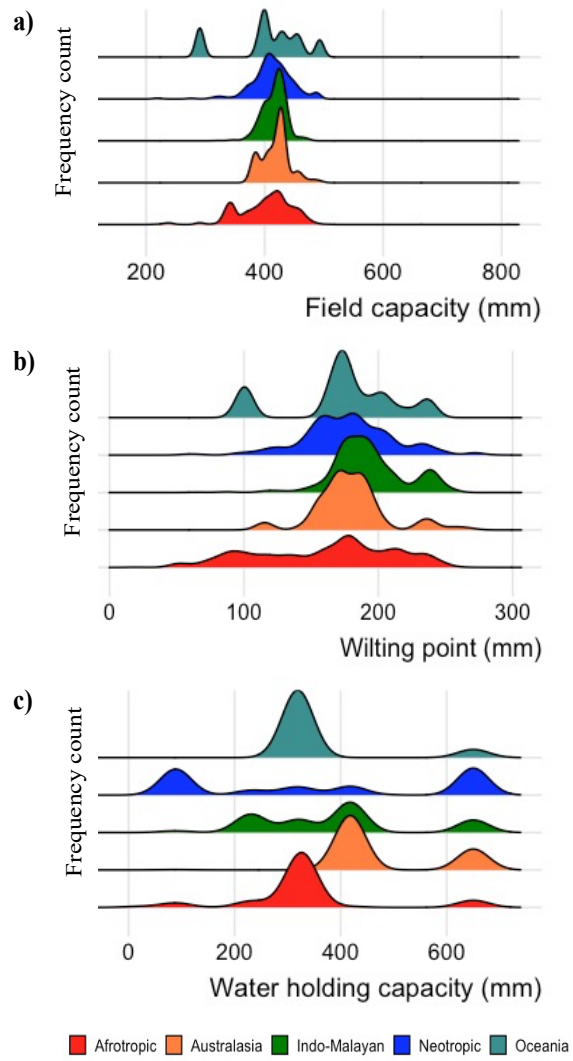 a)
Frequency count
200 400 600 800
Field capacity (mm)
b)
Frequency count
0 100 200 300
Wilting point (mm)
c)
Frequency count
0 200 400 600
Water holding capacity (mm)
Afrotropic Australasia Indo-Malayan Neotropic Oceania